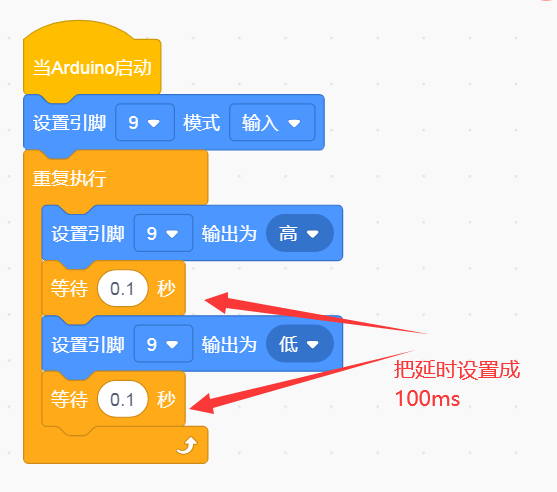 当Arduino启动
设置引脚 9 模式 输入
重复执行
设置引脚 9 输出为 高
等待 0.1 秒
设置引脚 9 输出为 低
等待 0.1 秒
把延时设置成
100ms